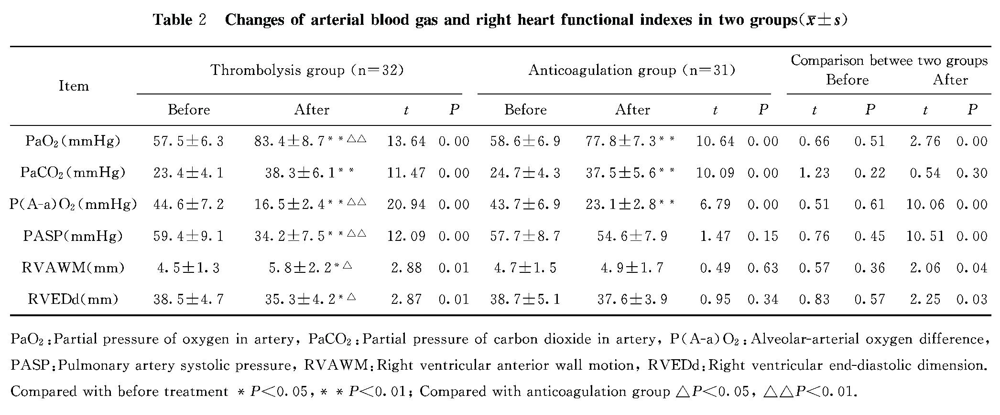 Table 2 Changes of arterial blood gas and right heart functional indexes in two groups(x̅±s)
Item Thrombolysis group (n=32) Anticoagulation group (n=31) Comparison betwee two groups
Before After
Before After t P Before After t P t P t P
PaO₂(mmHg) 57.5±6.3 83.4±8.7**△△ 13.64 0.00 58.6±6.9 77.8±7.3** 10.64 0.00 0.66 0.51 2.76 0.00
PaCO₂(mmHg) 23.4±4.1 38.3±6.1** 11.47 0.00 24.7±4.3 37.5±5.6** 10.09 0.00 1.23 0.22 0.54 0.30
P(A-a)O₂(mmHg) 44.6±7.2 16.5±2.4**△△ 20.94 0.00 43.7±6.9 23.1±2.8** 6.79 0.00 0.51 0.61 10.06 0.00
PASP(mmHg) 59.4±9.1 34.2±7.5**△△ 12.09 0.00 57.7±8.7 54.6±7.9 1.47 0.15 0.76 0.45 10.51 0.00
RVAWM(mm) 4.5±1.3 5.8±2.2*△ 2.88 0.01 4.7±1.5 4.9±1.7 0.49 0.63 0.57 0.36 2.06 0.04
RVEDd(mm) 38.5±4.7 35.3±4.2*△ 2.87 0.01 38.7±5.1 37.6±3.9 0.95 0.34 0.83 0.57 2.25 0.03
PaO₂:Partial pressure of oxygen in artery, PaCO₂:Partial pressure of carbon dioxide in artery, P(A-a)O₂:Alveolar-arterial oxygen difference,
PASP:Pulmonary artery systolic pressure, RVAWM:Right ventricular anterior wall motion, RVEDd:Right ventricular end-diastolic dimension.
Compared with before treatment *P<0.05, **P<0.01; Compared with anticoagulation group △P<0.05, △△P<0.01.